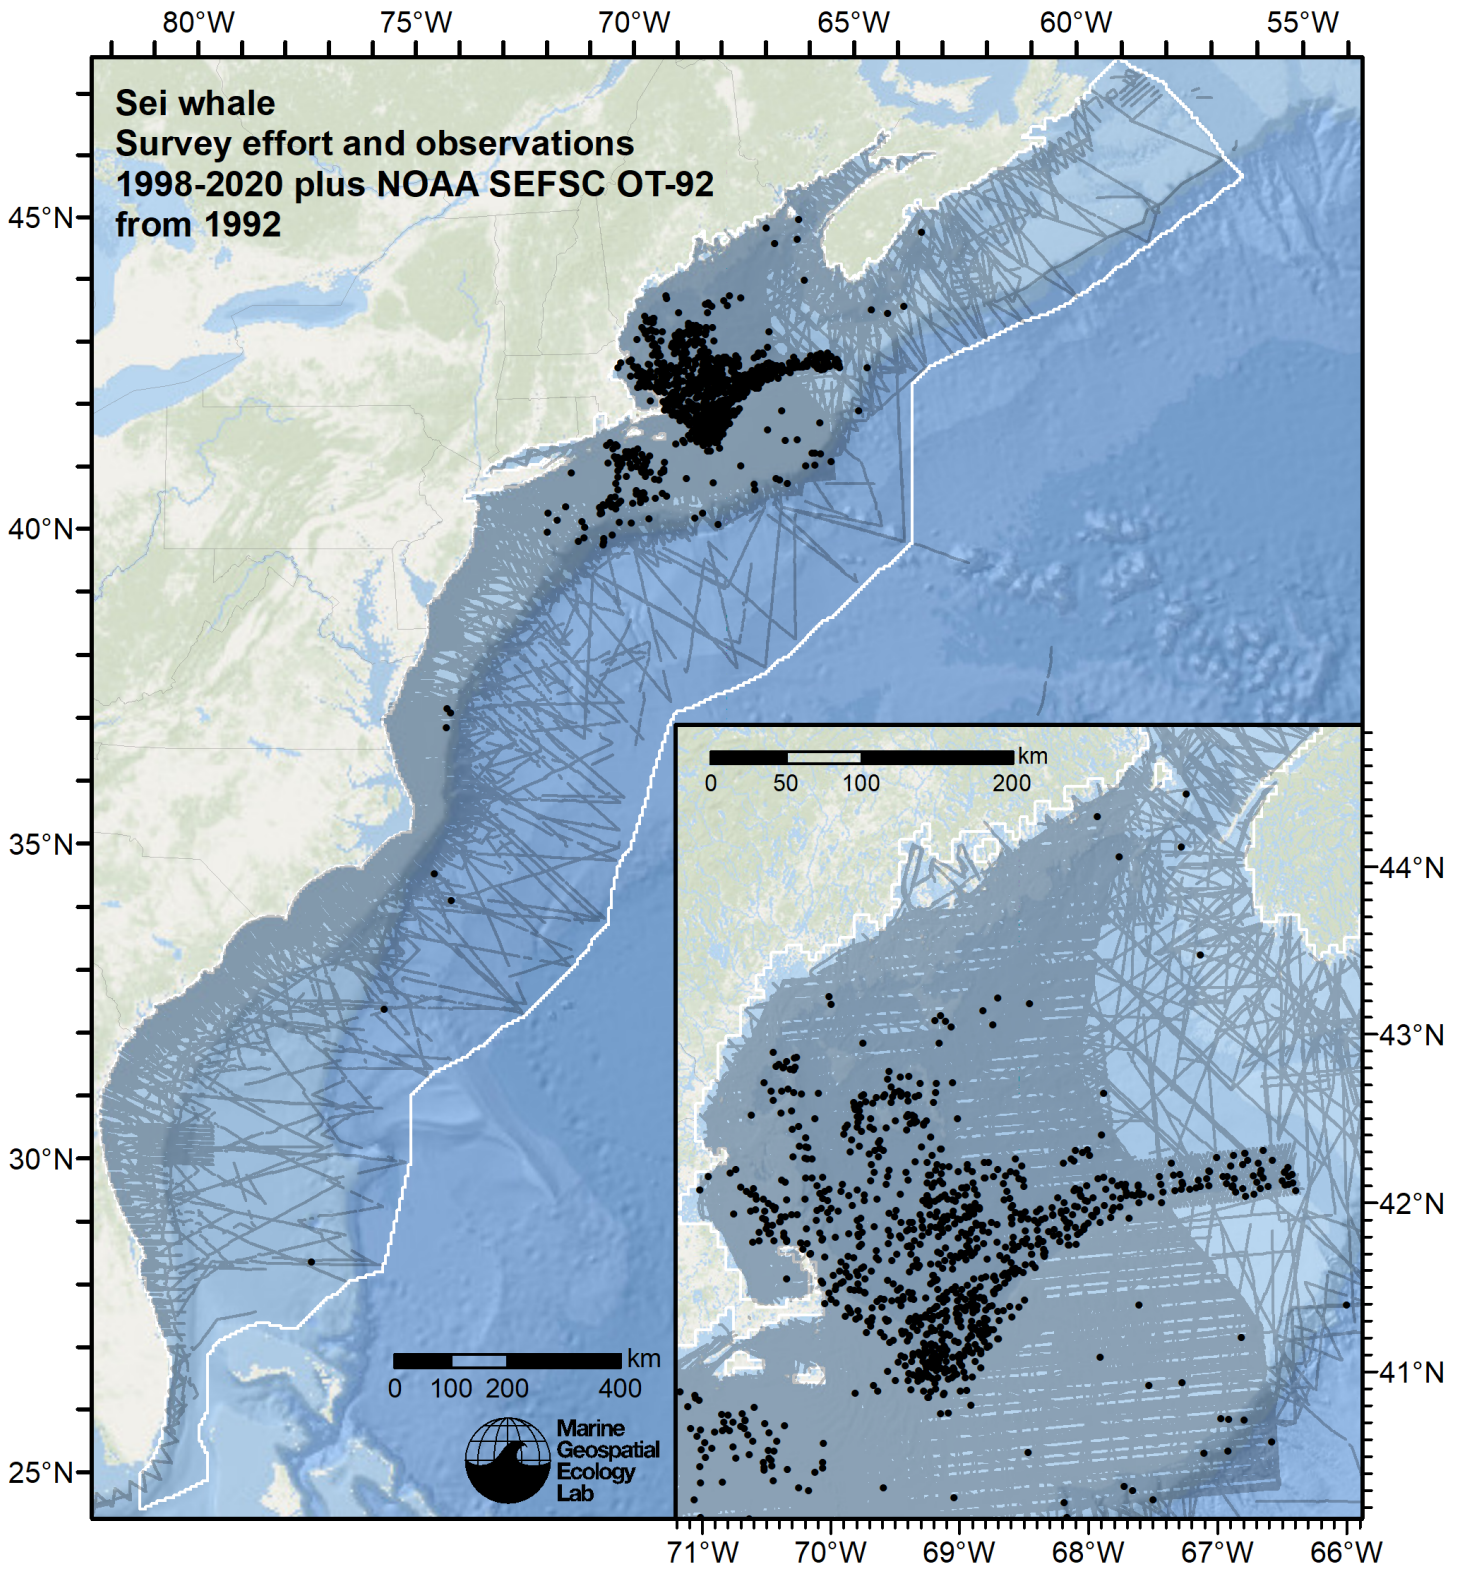 80°W 75°W 70°W 65°W 60°W 55°W
Sei whale
Survey effort and observations
1998-2020 plus NOAA SEFSC OT-92
from 1992
45°N
40°N
35°N
30°N
25°N
km
0 50 100 200
44°N
43°N
42°N
41°N
km
0 100 200 400
Marine
Geospatial
Ecology
Lab
71°W 70°W 69°W 68°W 67°W 66°W